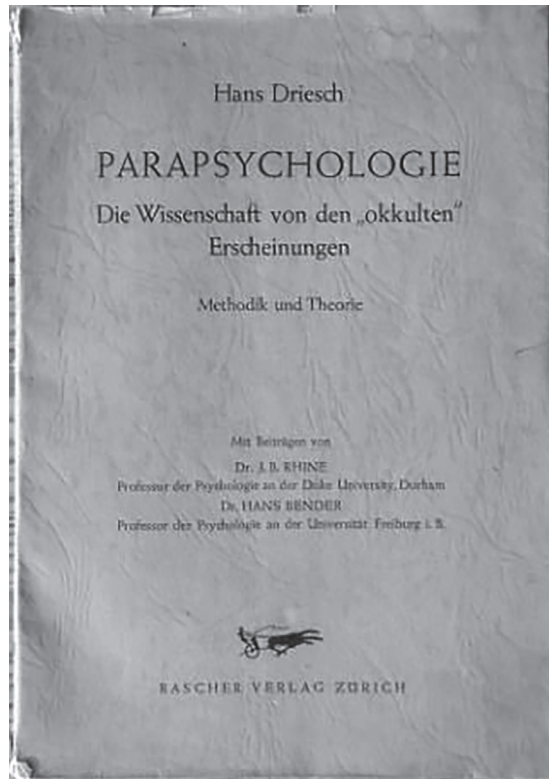 Hans Driesch
PARAPSYCHOLOGIE
Die Wissenschaft von den „okkulten"
Erscheinungen
Methodik und Theorie
Mit Beiträgen von
Dr. J. B. RHINE
Professor der Psychologie an der Duke University, Durham
Dr. HANS BENDER
Professor der Psychologie an der Universität Freiburg i. B.
RASCHER VERLAG ZÜRICH